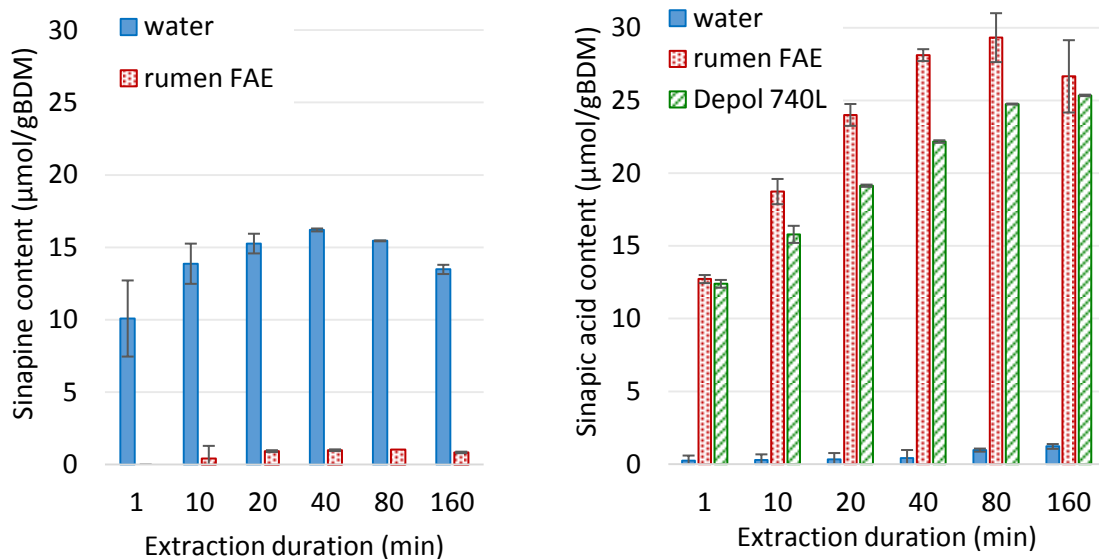 Sinapine content (µmol/gBDM)
30
25
20
15
10
5
0
water
rumen FAE
1 10 20 40 80 160
Extraction duration (min)
Sinapic acid content (µmol/gBDM)
30
25
20
15
10
5
0
water
rumen FAE
Depol 740L
1 10 20 40 80 160
Extraction duration (min)